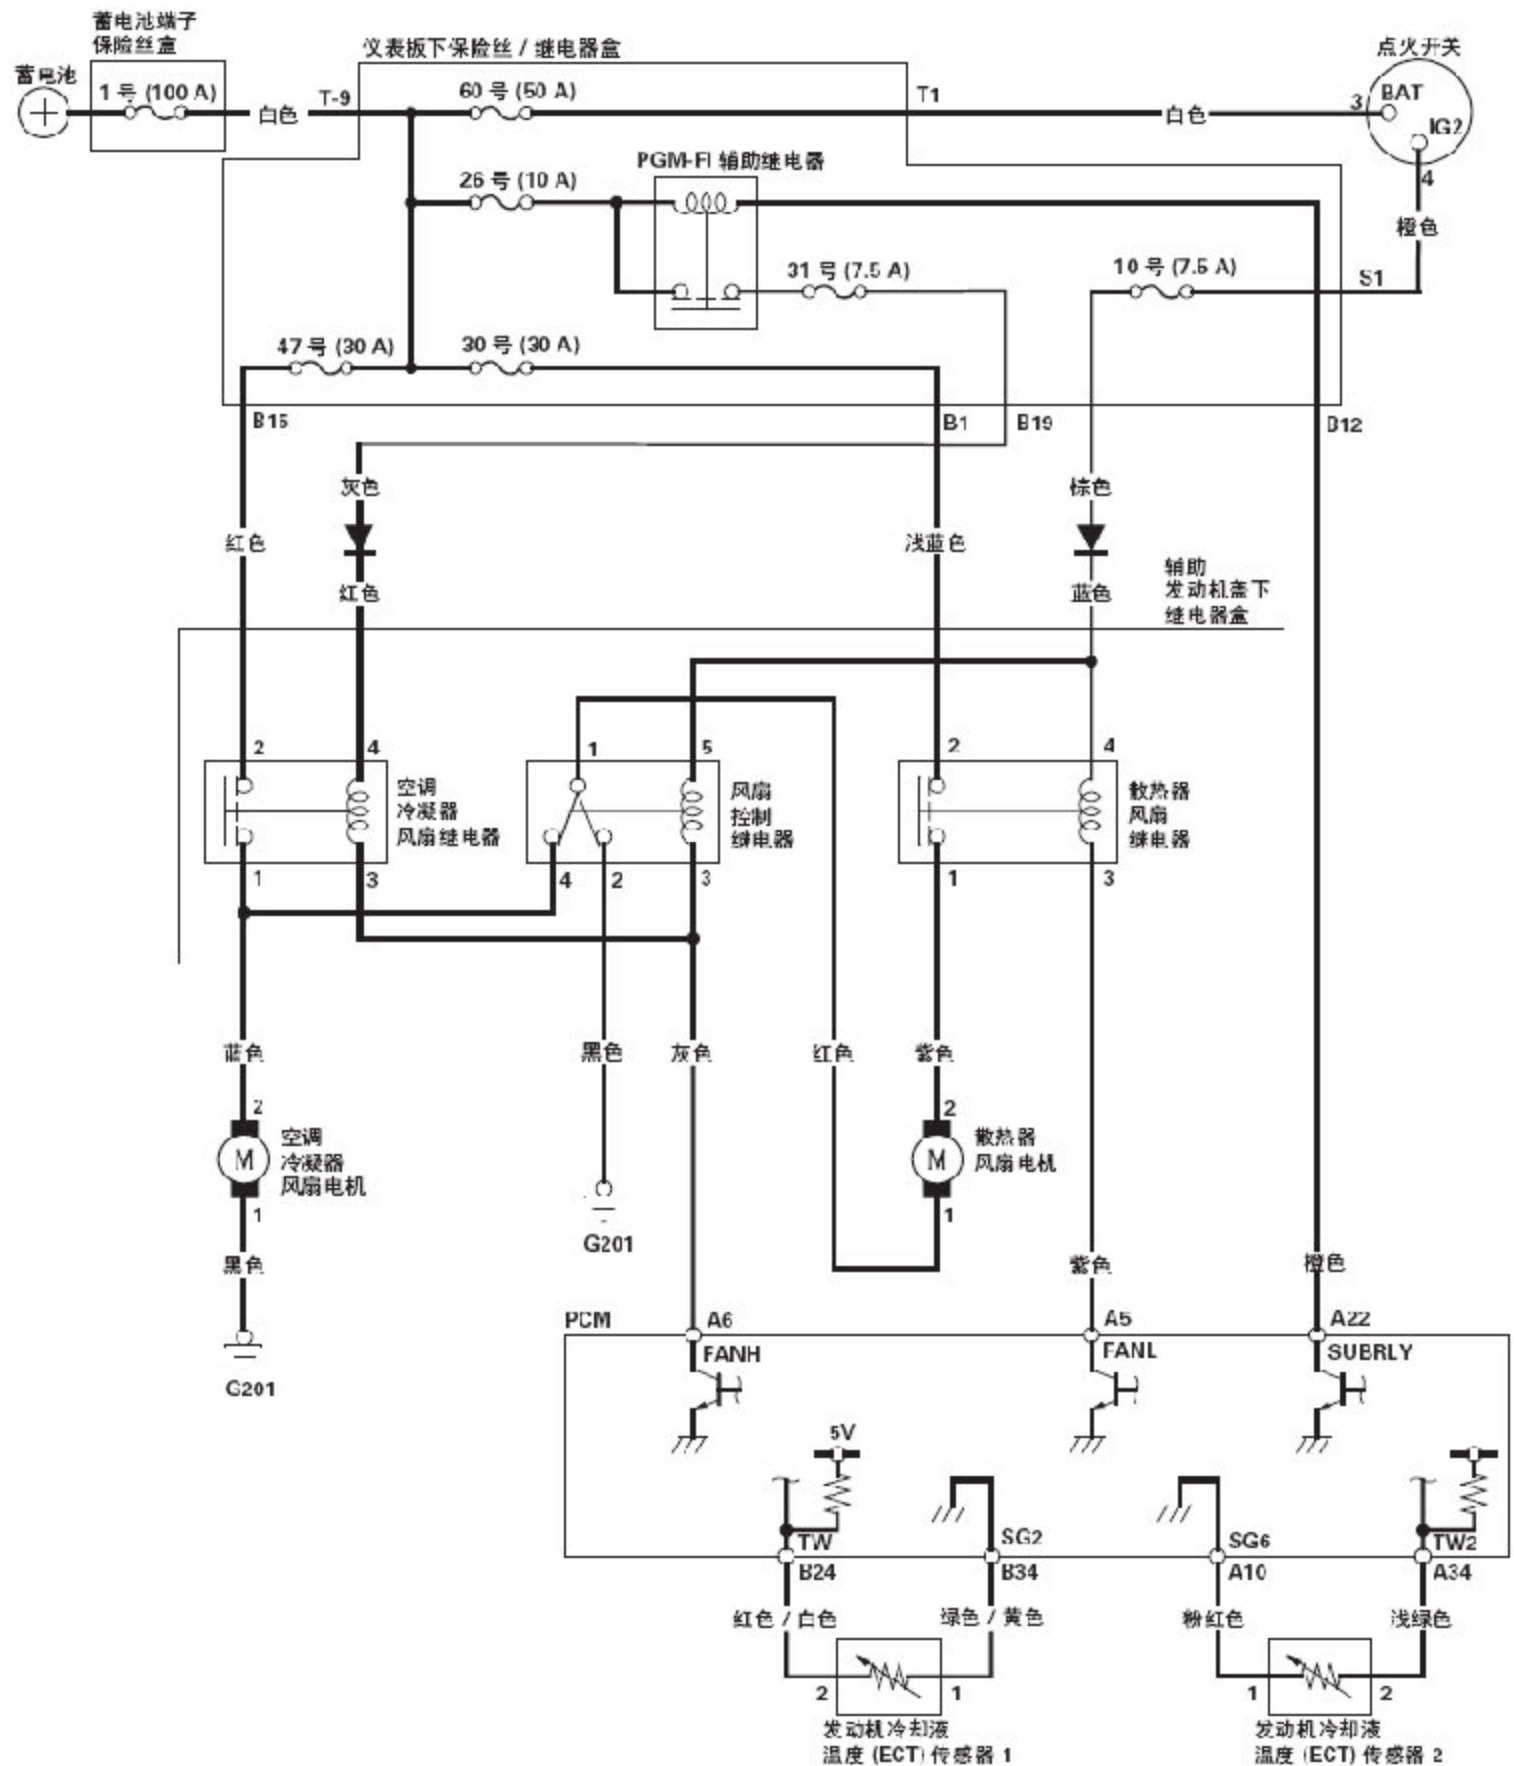 蓄电池端子
保险丝盒
仪表板下保险丝 / 继电器盒
点火开关
蓄电池
1 号 (100 A)
白色
T-9
60 号 (50 A)
T1
白色
3
BAT
IG2
4
橙色
PGM-FI 辅助继电器
26 号 (10 A)
31 号 (7.5 A)
10 号 (7.5 A)
S1
47 号 (30 A)
30 号 (30 A)
B15
B1
B19
B12
灰色
棕色
红色
浅蓝色
红色
蓝色
辅助
发动机盖下
继电器盒
2
4
1
5
2
4
空调
冷凝器
风扇继电器
风扇
控制
继电器
散热器
风扇
继电器
1
3
4
2
3
1
3
蓝色
黑色
灰色
红色
紫色
2
M
空调
冷凝器
风扇电机
1
2
M
散热器
风扇电机
1
G201
黑色
紫色
橙色
G201
PCM
A6
A5
A22
FANH
FANL
SUBRLY
5V
TW
SG2
SG6
TW2
B24
B34
A10
A34
红色 / 白色
绿色 / 黄色
粉红色
浅绿色
2
1
1
2
发动机冷却液
温度 (ECT) 传感器 1
发动机冷却液
温度 (ECT) 传感器 2